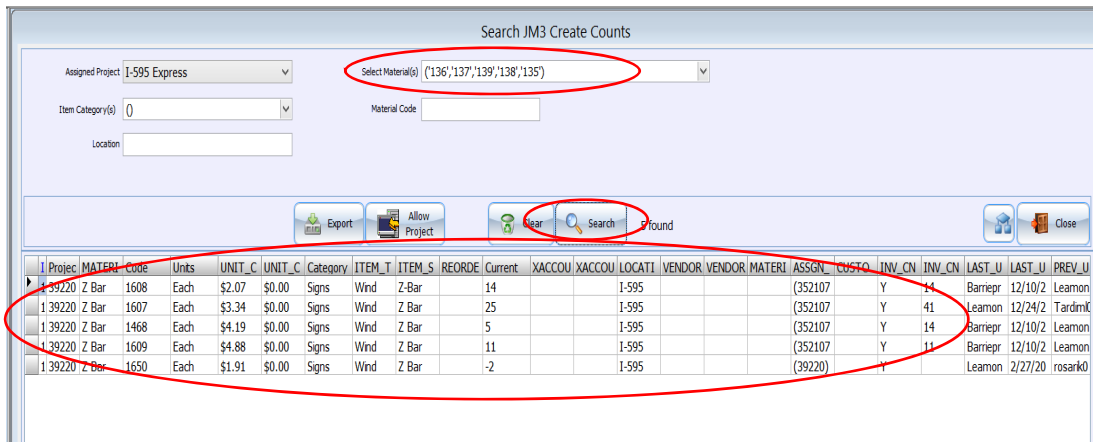 Search JM3 Create Counts
Assigned Project I-595 Express Select Material(s) ('136','137','139','138','135')
Item Category(s) () Material Code
Location
Export Allow Project Clear Search 5 found Close
I Projec MATERI Code Units UNIT_C UNIT_C Category ITEM_T ITEM_S REORDE Current XACCOU XACCOU LOCATI VENDOR VENDOR MATERI ASSGN_ CUSTO INV_CN INV_CN LAST_U LAST_U PREV_U
1 39220 Z Bar 1608 Each $2.07 $0.00 Signs Wind Z-Bar 14 I-595 (352107 Y 14 Barriepr 12/10/2 Leamon
1 39220 Z Bar 1607 Each $3.34 $0.00 Signs Wind Z Bar 25 I-595 (352107 Y 41 Leamon 12/24/2 Tardiml0
1 39220 Z Bar 1468 Each $4.19 $0.00 Signs Wind Z Bar 5 I-595 (352107 Y 14 Barriepr 12/10/2 Leamon
1 39220 Z Bar 1609 Each $4.88 $0.00 Signs Wind Z Bar 11 I-595 (352107 Y 11 Barriepr 12/10/2 Leamon
1 39220 Z Bar 1650 Each $1.91 $0.00 Signs Wind Z Bar -2 I-595 (39220) Y Leamon 2/27/20 rosark0